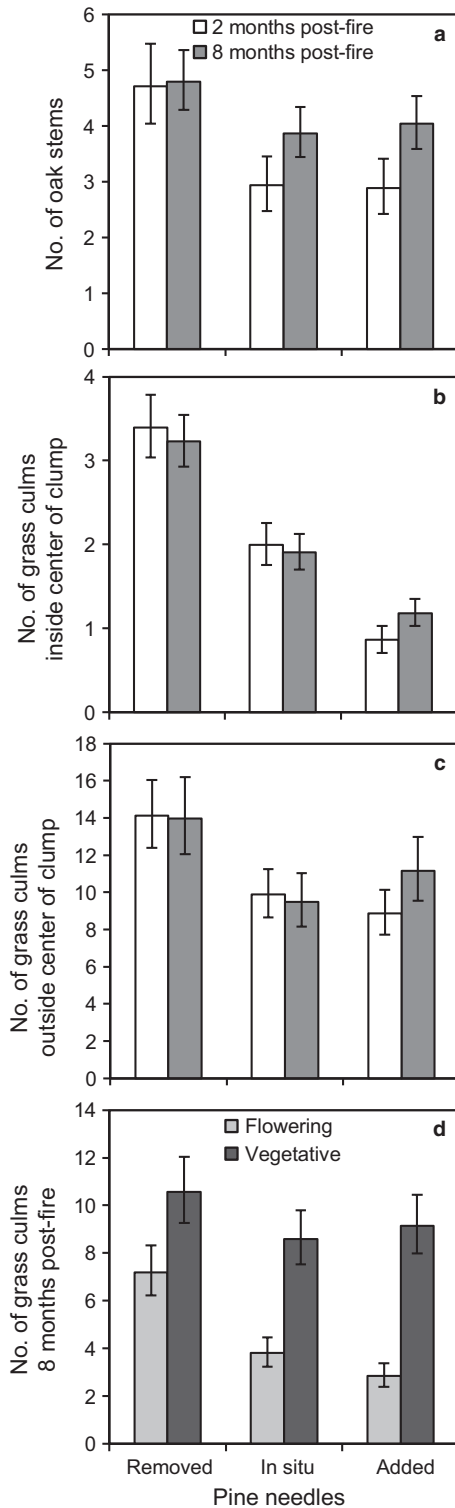 a
2 months post-fire
8 months post-fire
No. of oak stems
6
5
4
3
2
1
0
b
No. of grass culms
inside center of clump
4
3
2
1
0
c
No. of grass culms
outside center of clump
18
16
14
12
10
8
6
4
2
0
d
Flowering
Vegetative
No. of grass culms
8 months post-fire
14
12
10
8
6
4
2
0
Removed In situ Added
Pine needles